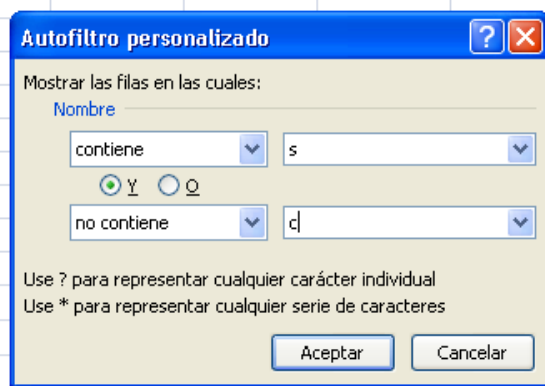 Autofiltro personalizado
Mostrar las filas en las cuales:
Nombre
contiene s
Y O
no contiene c
Use ? para representar cualquier carácter individual
Use * para representar cualquier serie de caracteres
Aceptar Cancelar